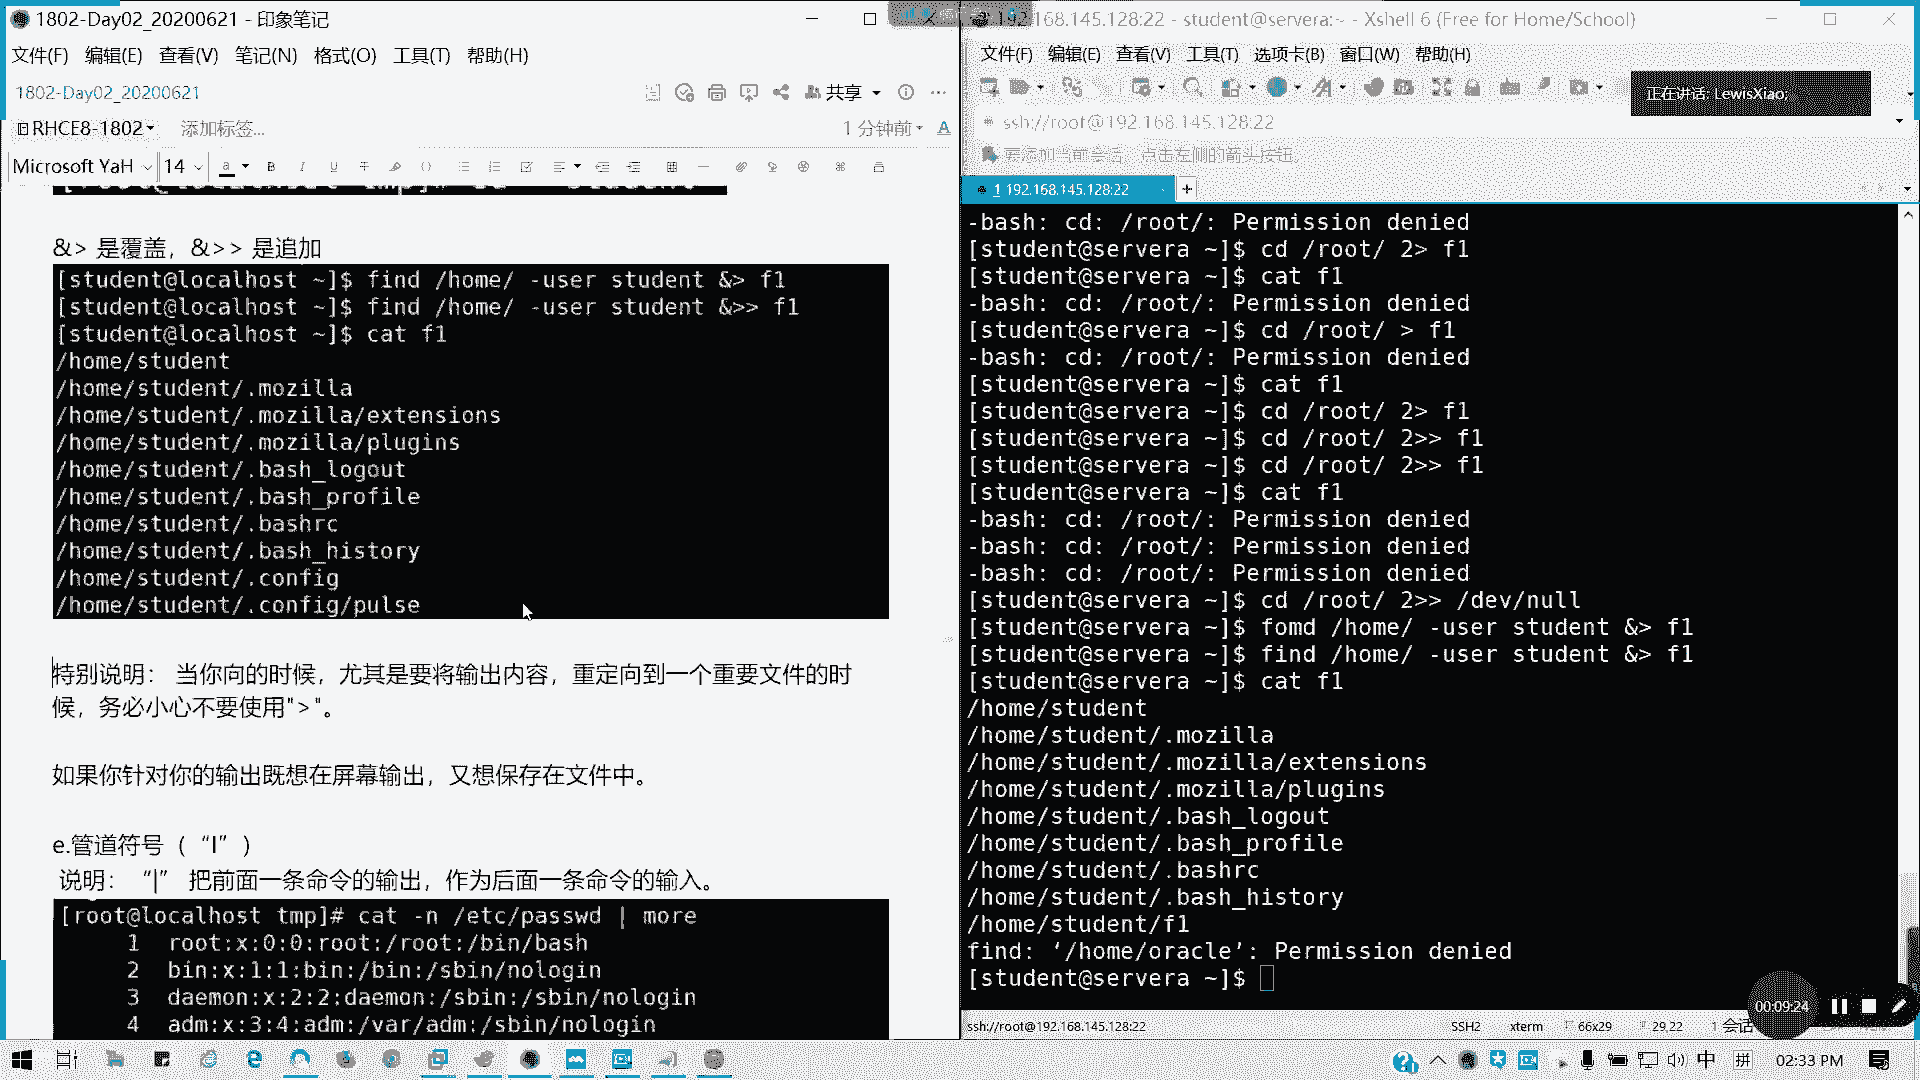 1802-Day02_20200621 - 印象笔记
文件(F) 编辑(E) 查看(V) 笔记(N) 格式(O) 工具(T) 帮助(H)
1802-Day02_20200621
共享
RHCE8-1802
添加标签...
1 分钟前
Microsoft YaH 14
&> 是覆盖，&>> 是追加
[student@localhost ~]$ find /home/ -user student &> f1
[student@localhost ~]$ find /home/ -user student &>> f1
[student@localhost ~]$ cat f1
/home/student
/home/student/.mozilla
/home/student/.mozilla/extensions
/home/student/.mozilla/plugins
/home/student/.bash_logout
/home/student/.bash_profile
/home/student/.bashrc
/home/student/.bash_history
/home/student/.config
/home/student/.config/pulse
特别说明： 当你向的时候，尤其是要将输出内容，重定向到一个重要文件的时
候，务必小心不要使用">"。
如果你针对你的输出既想在屏幕输出，又想保存在文件中。
e.管道符号（ “|” ）
说明： “|” 把前面一条命令的输出，作为后面一条命令的输入。
[root@localhost tmp]# cat -n /etc/passwd | more
1 root:x:0:0:root:/root:/bin/bash
2 bin:x:1:1:bin:/bin:/sbin/nologin
3 daemon:x:2:2:daemon:/sbin:/sbin/nologin
4 adm:x:3:4:adm:/var/adm:/sbin/nologin
192.168.145.128:22 - student@servera:~ - Xshell 6 (Free for Home/School)
文件(F) 编辑(E) 查看(V) 工具(T) 选项卡(B) 窗口(W) 帮助(H)
正在讲话: LewisXiao;
ssh://root@192.168.145.128:22
要添加当前会话，点击左侧的箭头按钮。
1 192.168.145.128:22
-bash: cd: /root/: Permission denied
[student@servera ~]$ cd /root/ 2> f1
[student@servera ~]$ cat f1
-bash: cd: /root/: Permission denied
[student@servera ~]$ cd /root/ > f1
-bash: cd: /root/: Permission denied
[student@servera ~]$ cat f1
[student@servera ~]$ cd /root/ 2> f1
[student@servera ~]$ cd /root/ 2>> f1
[student@servera ~]$ cd /root/ 2>> f1
[student@servera ~]$ cat f1
-bash: cd: /root/: Permission denied
-bash: cd: /root/: Permission denied
-bash: cd: /root/: Permission denied
[student@servera ~]$ cd /root/ 2>> /dev/null
[student@servera ~]$ fomd /home/ -user student &> f1
[student@servera ~]$ find /home/ -user student &> f1
[student@servera ~]$ cat f1
/home/student
/home/student/.mozilla
/home/student/.mozilla/extensions
/home/student/.mozilla/plugins
/home/student/.bash_logout
/home/student/.bash_profile
/home/student/.bashrc
/home/student/.bash_history
/home/student/f1
find: ‘/home/oracle’: Permission denied
[student@servera ~]$
00:09:24
ssh://root@192.168.145.128:22 SSH2 xterm 66x29 29,22 1 会话
中 拼 02:33 PM